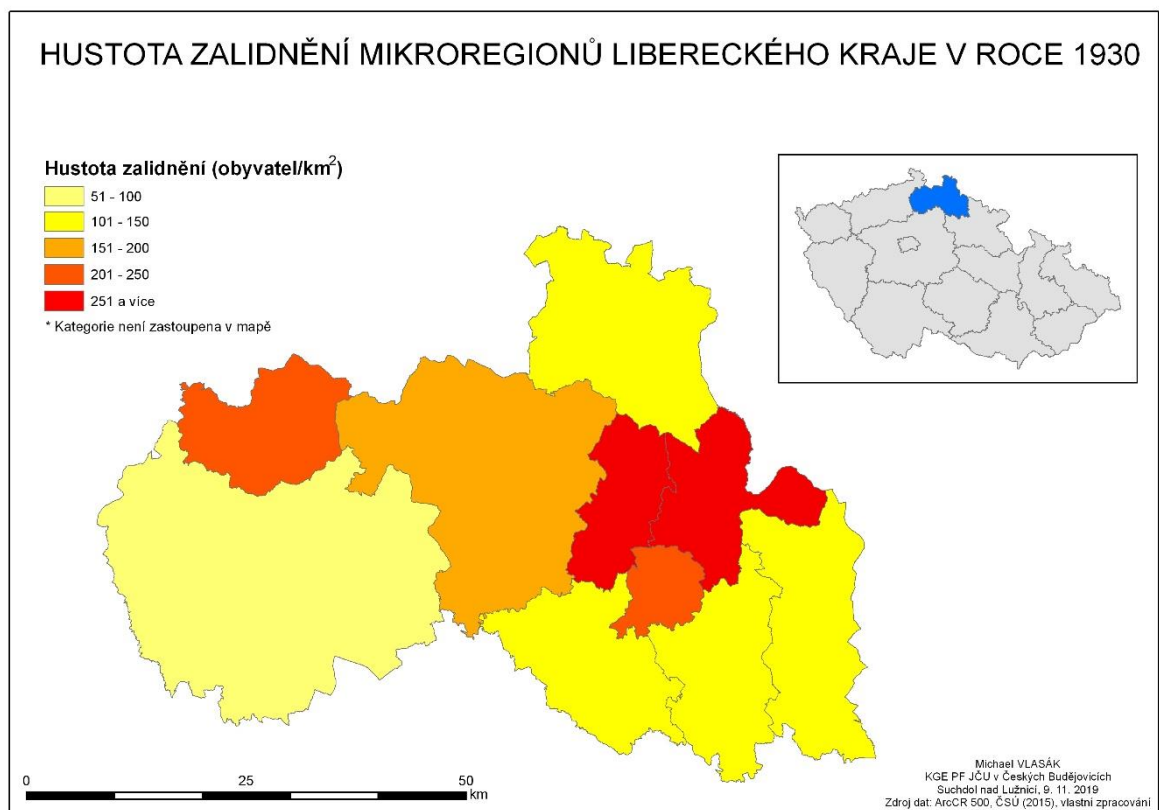 HUSTOTA ZALIDNĚNÍ MIKROREGIONŮ LIBERECKÉHO KRAJE V ROCE 1930
Hustota zalidnění (obyvatel/km²)
51 - 100
101 - 150
151 - 200
201 - 250
251 a více
* Kategorie není zastoupena v mapě
0 25 50
km
Michael VLASÁK
KGE PF JČU v Českých Budějovicích
Suchdol nad Lužnicí, 9. 11. 2019
Zdroj dat: ArcCR 500, ČSÚ (2015), vlastní zpracování